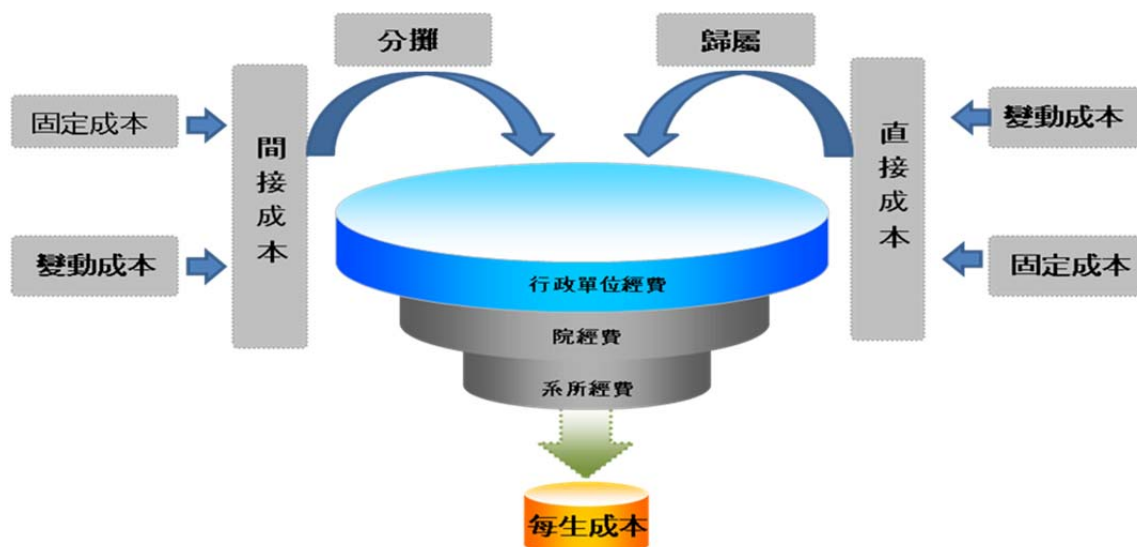 分攤
歸屬
固定成本
變動成本
間接成本
直接成本
變動成本
固定成本
行政單位經費
院經費
系所經費
每生成本